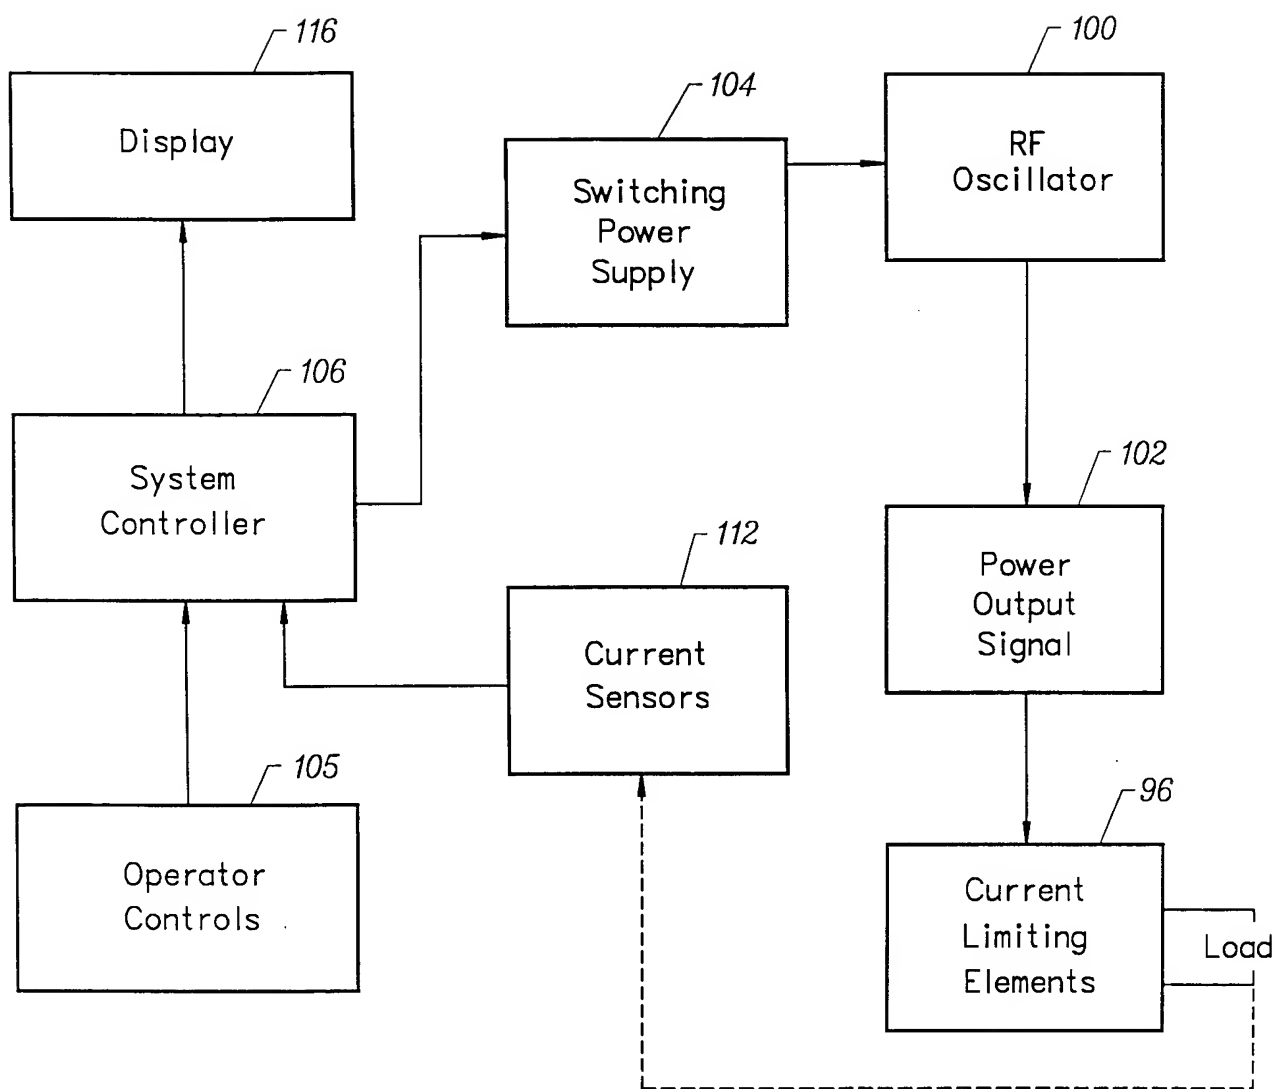 116
Display
104
Switching
Power
Supply
100
RF
Oscillator
106
System
Controller
112
Current
Sensors
102
Power
Output
Signal
105
Operator
Controls
96
Current
Limiting
Elements
Load